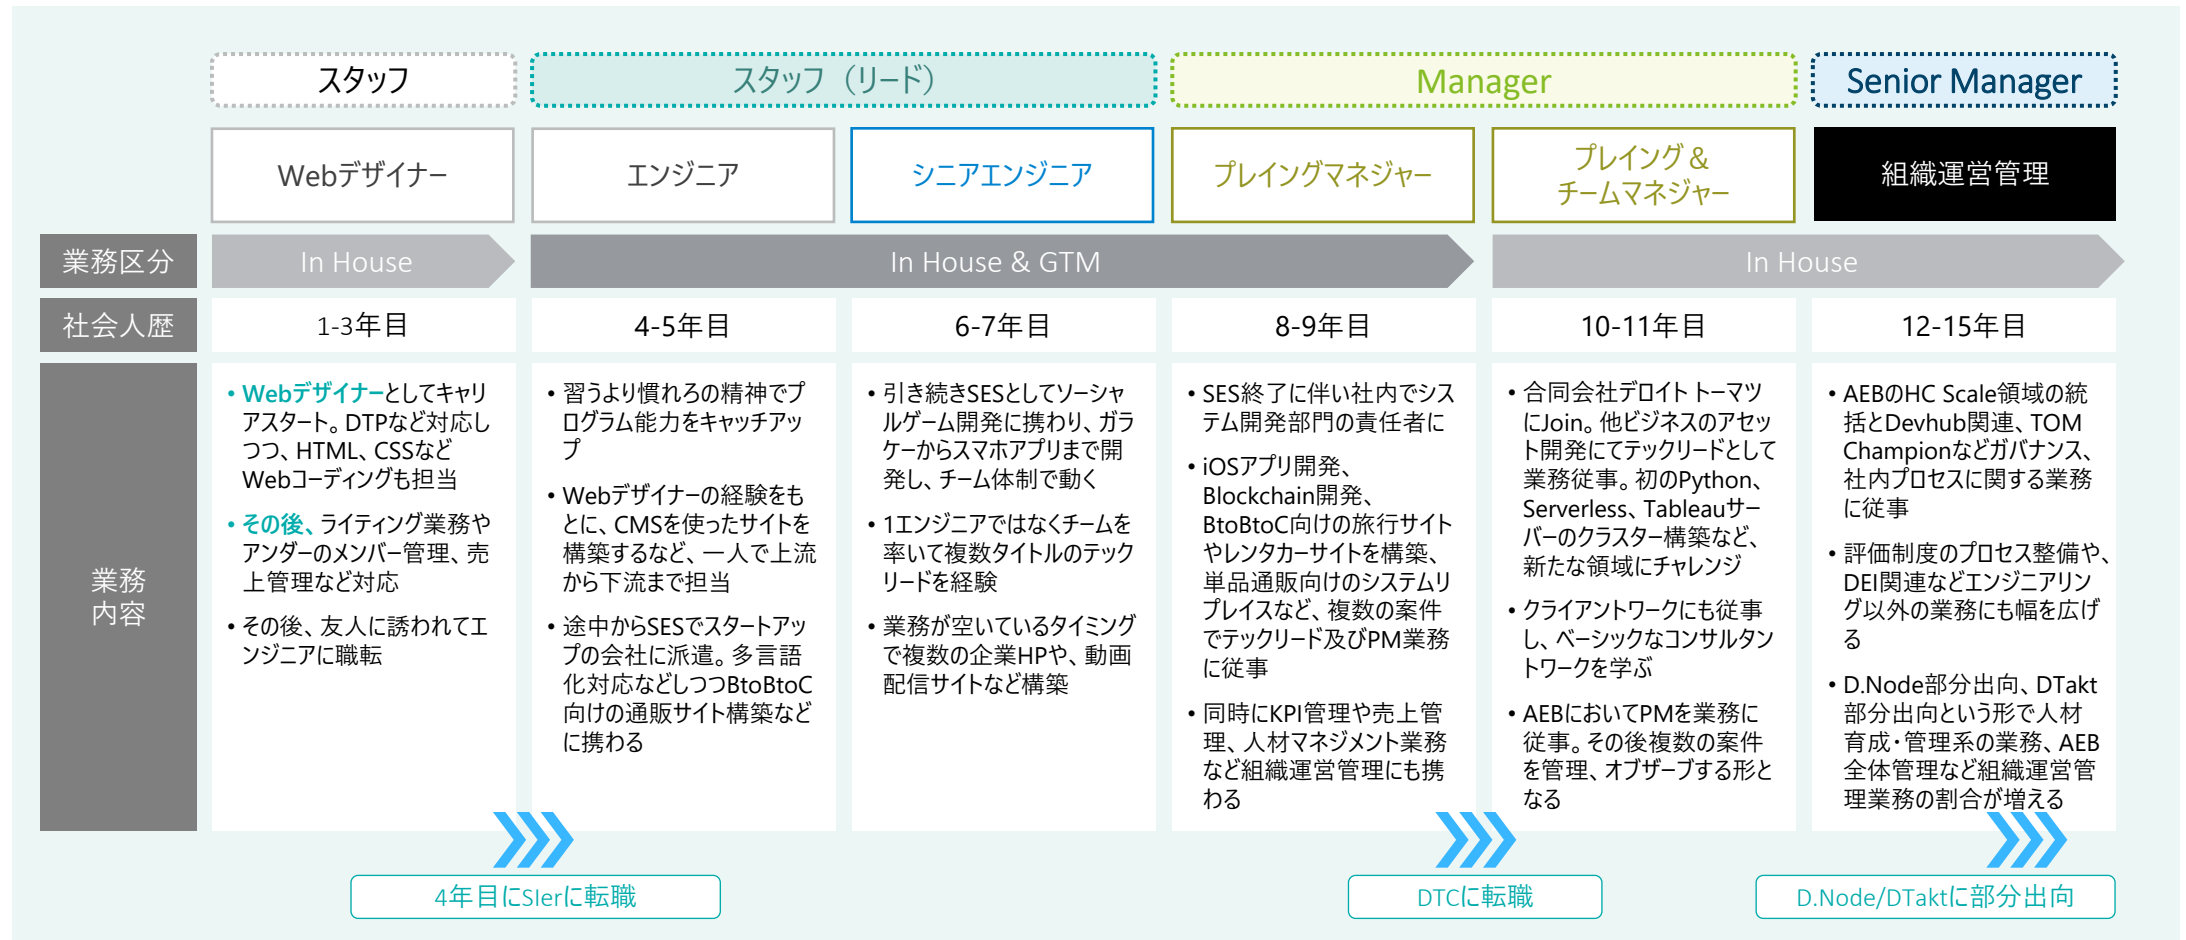 スタッフ
スタッフ（リード）
Manager
Senior Manager
Webデザイナー
エンジニア
シニアエンジニア
プレイングマネジャー
プレイング＆
チームマネジャー
組織運営管理
業務区分
In House
In House & GTM
In House
社会人歴
1-3年目
4-5年目
6-7年目
8-9年目
10-11年目
12-15年目
業務
内容
• Webデザイナーとしてキャリ
アスタート。DTPなど対応し
つつ、HTML、CSSなど
Webコーディングも担当
• その後、ライティング業務や
アンダーのメンバー管理、売
上管理など対応
• その後、友人に誘われてエ
ンジニアに職転
• 習うより慣れろの精神でプ
ログラム能力をキャッチアッ
プ
• Webデザイナーの経験をも
とに、CMSを使ったサイトを
構築するなど、一人で上流
から下流まで担当
• 途中からSESでスタートアッ
プの会社に派遣。多言語
化対応などしつつBtoBtoC
向けの通販サイト構築など
に携わる
• 引き続きSESとしてソーシャ
ルゲーム開発に携わり、ガラ
ケーからスマホアプリまで開
発し、チーム体制で動く
• 1エンジニアではなくチームを
率いて複数タイトルのテック
リードを経験
• 業務が空いているタイミング
で複数の企業HPや、動画
配信サイトなど構築
• SES終了に伴い社内でシス
テム開発部門の責任者に
• iOSアプリ開発、
Blockchain開発、
BtoBtoC向けの旅行サイト
やレンタカーサイトを構築、
単品通販向けのシステムリ
プレイスなど、複数の案件
でテックリード及びPM業務
に従事
• 同時にKPI管理や売上管
理、人材マネジメント業務
など組織運営管理にも携
わる
• 合同会社デロイト トーマツ
にJoin。他ビジネスのアセッ
ト開発にてテックリードとして
業務従事。初のPython、
Serverless、Tableauサー
バーのクラスター構築など、
新たな領域にチャレンジ
• クライアントワークにも従事
し、ベーシックなコンサルタン
トワークを学ぶ
• AEBにおいてPMを業務に
従事。その後複数の案件
を管理、オブザーブする形と
なる
• AEBのHC Scale領域の統
括とDevhub関連、TOM
Championなどガバナンス、
社内プロセスに関する業務
に従事
• 評価制度のプロセス整備や、
DEI関連などエンジニアリン
グ以外の業務にも幅を広げ
る
• D.Node部分出向、DTakt
部分出向という形で人材
育成・管理系の業務、AEB
全体管理など組織運営管
理業務の割合が増える
4年目にSIerに転職
DTCに転職
D.Node/DTaktに部分出向